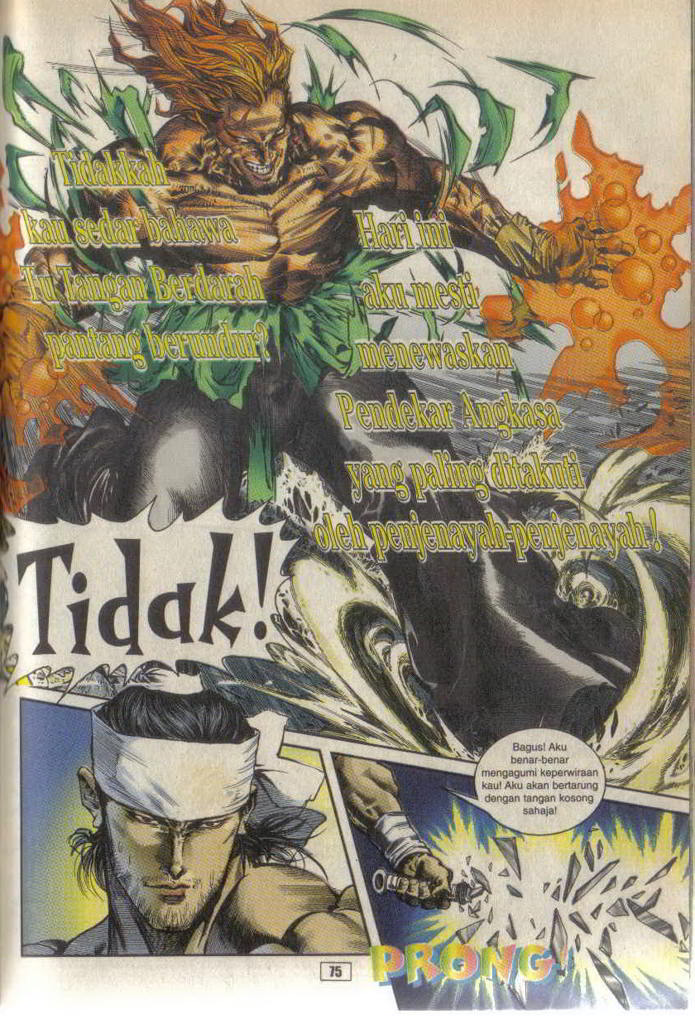 Tidakkah
kau sedar bahawa
Tu Tangan Berdarah
pantang berundur?
Hari ini
aku mesti
menewaskan
Pendekar Angkasa
yang paling ditakuti
oleh penjenayah-penjenayah!
Tidak!
Bagus! Aku
benar-benar
mengagumi keperwiraan
kau! Aku akan bertarung
dengan tangan kosong
sahaja!
PRONG!
75